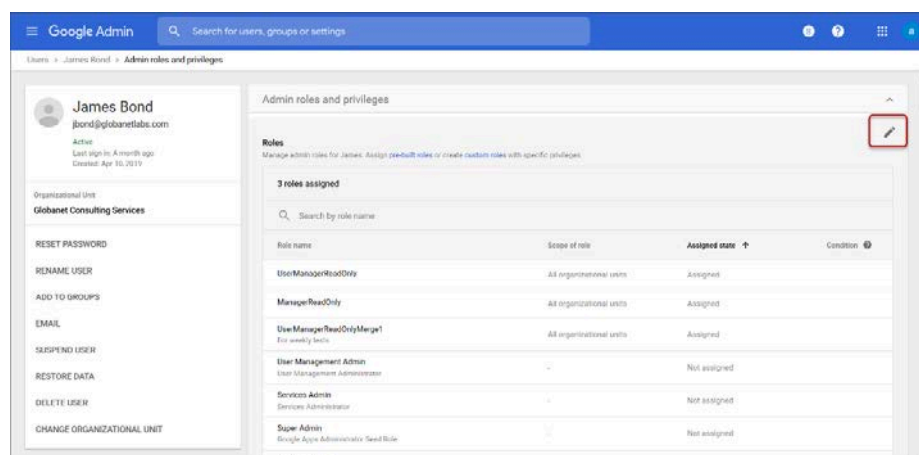 Google Admin
Search for users, groups or settings
Users > James Bond > Admin roles and privileges
James Bond
jbond@globanetlabs.com
Active
Last sign in: A month ago
Created: Apr 10, 2019
Organizational Unit
Globanet Consulting Services
RESET PASSWORD
RENAME USER
ADD TO GROUPS
EMAIL
SUSPEND USER
RESTORE DATA
DELETE USER
CHANGE ORGANIZATIONAL UNIT
Admin roles and privileges
Roles
Manage admin roles for James. Assign pre-built roles or create custom roles with specific privileges.
3 roles assigned
Search by role name
Role name Scope of role Assigned state Condition
UserManagerReadOnly All organizational units Assigned
ManagerReadOnly All organizational units Assigned
UserManagerReadOnlyMerge1 All organizational units Assigned
For weekly tests
User Management Admin - Not assigned
User Management Administrator
Services Admin - Not assigned
Services Administrator
Super Admin Not assigned
Google Apps Administrator Seed Role